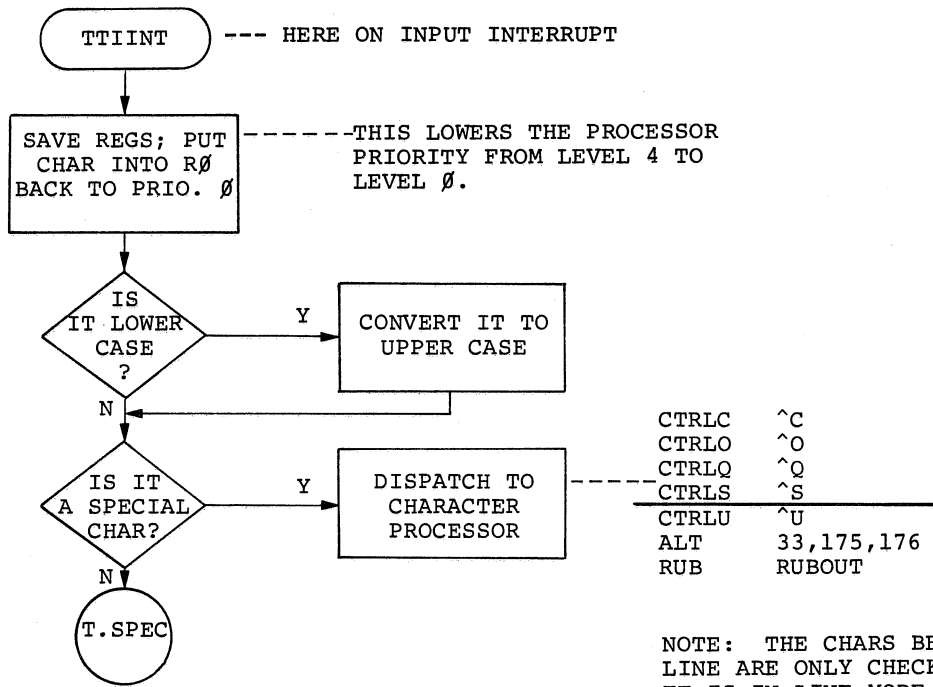 TTIINT --- HERE ON INPUT INTERRUPT
SAVE REGS; PUT
CHAR INTO RØ
BACK TO PRIO. Ø
THIS LOWERS THE PROCESSOR
PRIORITY FROM LEVEL 4 TO
LEVEL Ø.
IS
IT LOWER
CASE
?
Y
CONVERT IT TO
UPPER CASE
N
IS IT
A SPECIAL
CHAR?
Y
DISPATCH TO
CHARACTER
PROCESSOR
CTRLC ^C
CTRLO ^O
CTRLQ ^Q
CTRLS ^S
CTRLU ^U
ALT 33,175,176
RUB RUBOUT
N
T.SPEC
NOTE: THE CHARS BE
LINE ARE ONLY CHECK